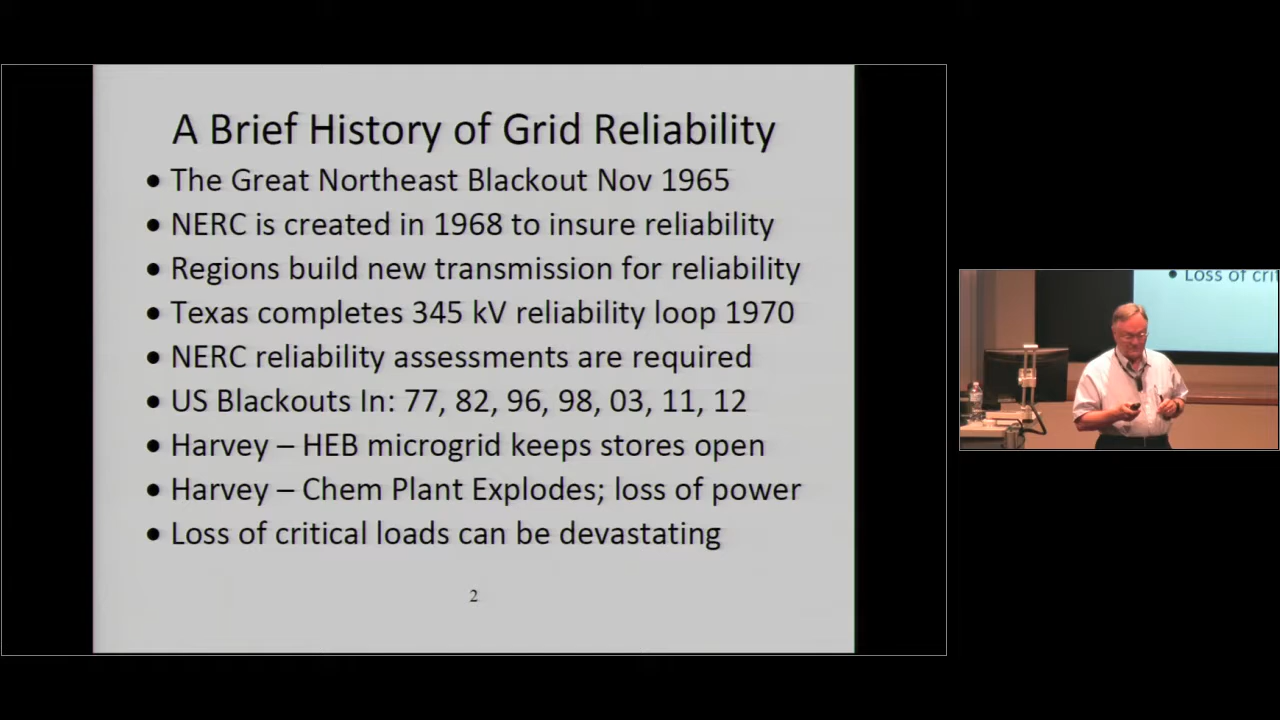 A Brief History of Grid Reliability
• The Great Northeast Blackout Nov 1965
• NERC is created in 1968 to insure reliability
• Regions build new transmission for reliability
• Texas completes 345 kV reliability loop 1970
• NERC reliability assessments are required
• US Blackouts In: 77, 82, 96, 98, 03, 11, 12
• Harvey – HEB microgrid keeps stores open
• Harvey – Chem Plant Explodes; loss of power
• Loss of critical loads can be devastating
2
• Loss of crit